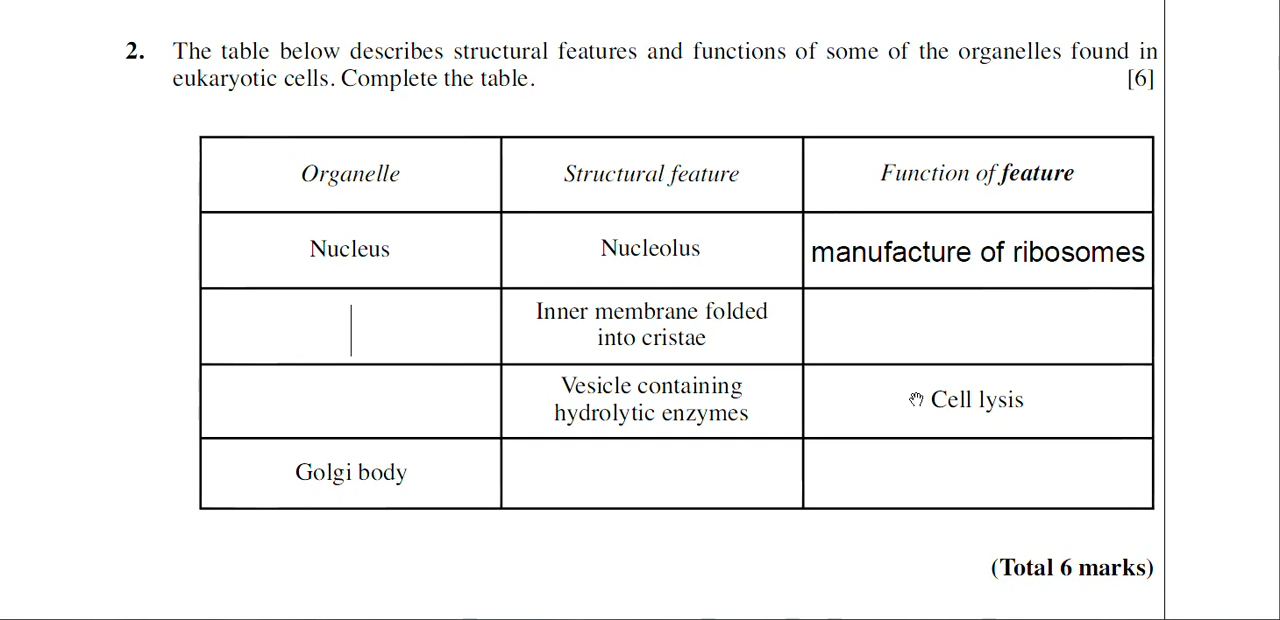 2. The table below describes structural features and functions of some of the organelles found in
eukaryotic cells. Complete the table. [6]
Organelle Structural feature Function of feature
Nucleus Nucleolus manufacture of ribosomes
Inner membrane folded
into cristae
Vesicle containing
hydrolytic enzymes
Cell lysis
Golgi body
(Total 6 marks)